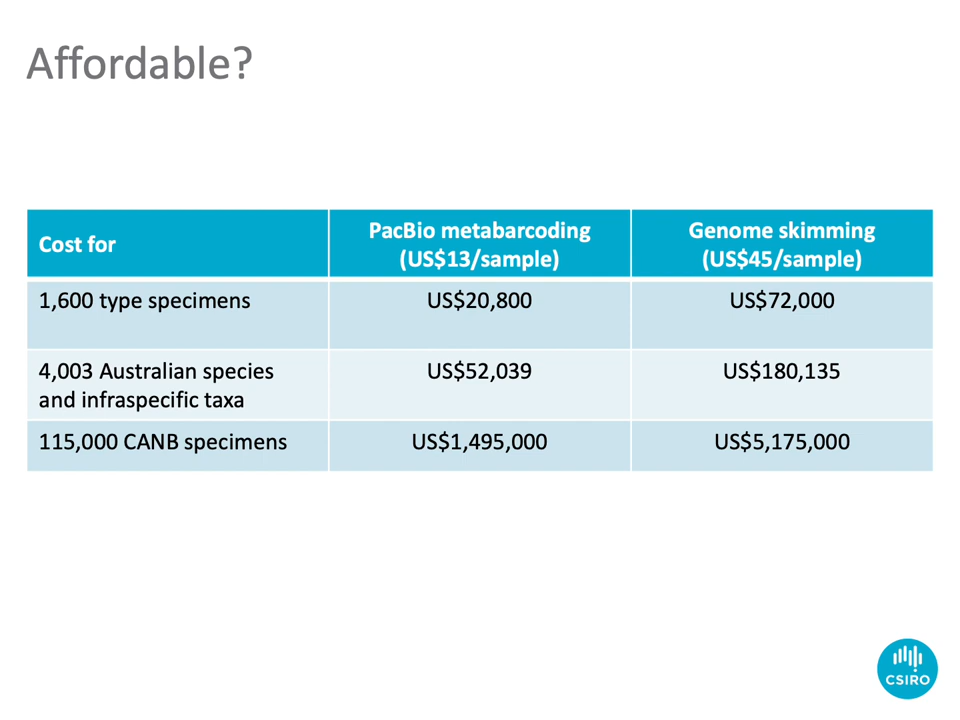 Affordable?
Cost for
PacBio metabarcoding
(US$13/sample)
Genome skimming
(US$45/sample)
1,600 type specimens
US$20,800
US$72,000
4,003 Australian species
and infraspecific taxa
US$52,039
US$180,135
115,000 CANB specimens
US$1,495,000
US$5,175,000
CSIRO